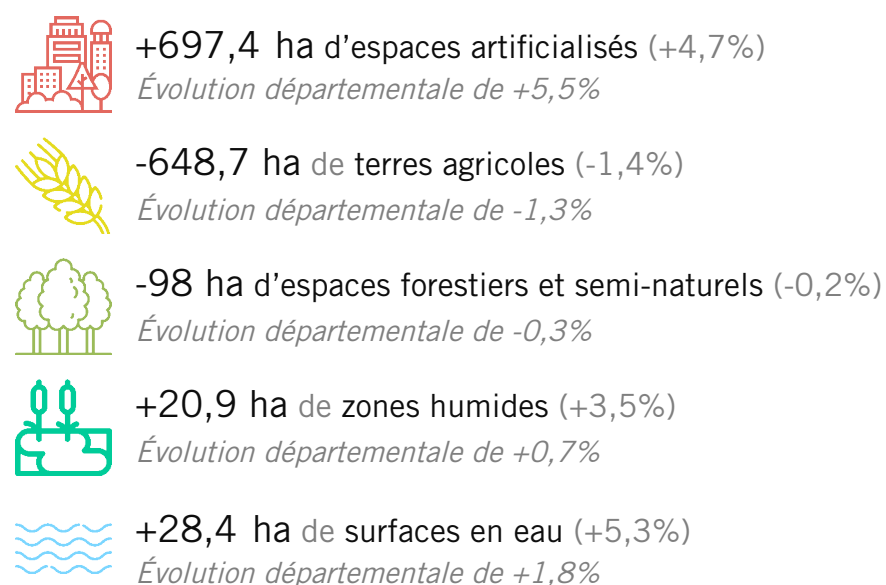 +697,4 ha d'espaces artificialisés (+4,7%)
Évolution départementale de +5,5%
-648,7 ha de terres agricoles (-1,4%)
Évolution départementale de -1,3%
-98 ha d'espaces forestiers et semi-naturels (-0,2%)
Évolution départementale de -0,3%
+20,9 ha de zones humides (+3,5%)
Évolution départementale de +0,7%
+28,4 ha de surfaces en eau (+5,3%)
Évolution départementale de +1,8%